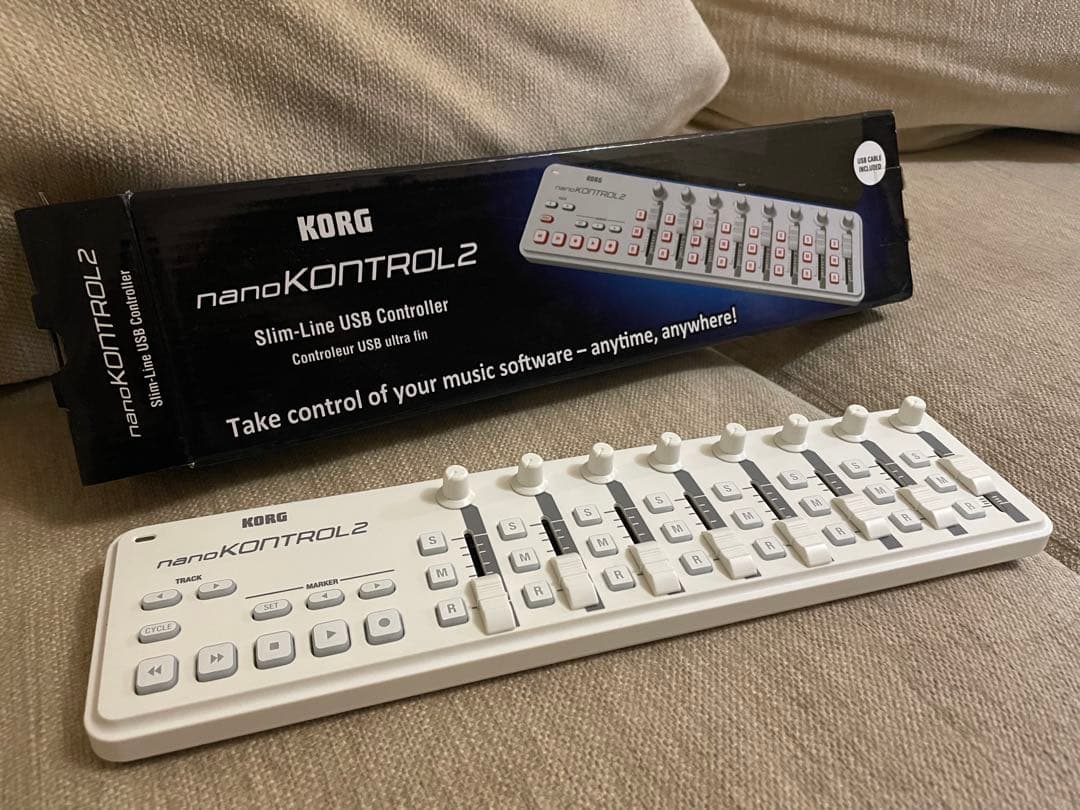 USB CABLE
INCLUDED
KORG
nanoKONTROL2
KORG
nanoKONTROL2
Slim-Line USB Controller
Controleur USB ultra fin
Take control of your music software – anytime, anywhere!
nanoKONTROL2
Slim-Line USB Controller
KORG
nanoKONTROL2
TRACK
MARKER
SET
CYCLE
S S S S S S S S
M M M M M M M M
R R R R R R R R